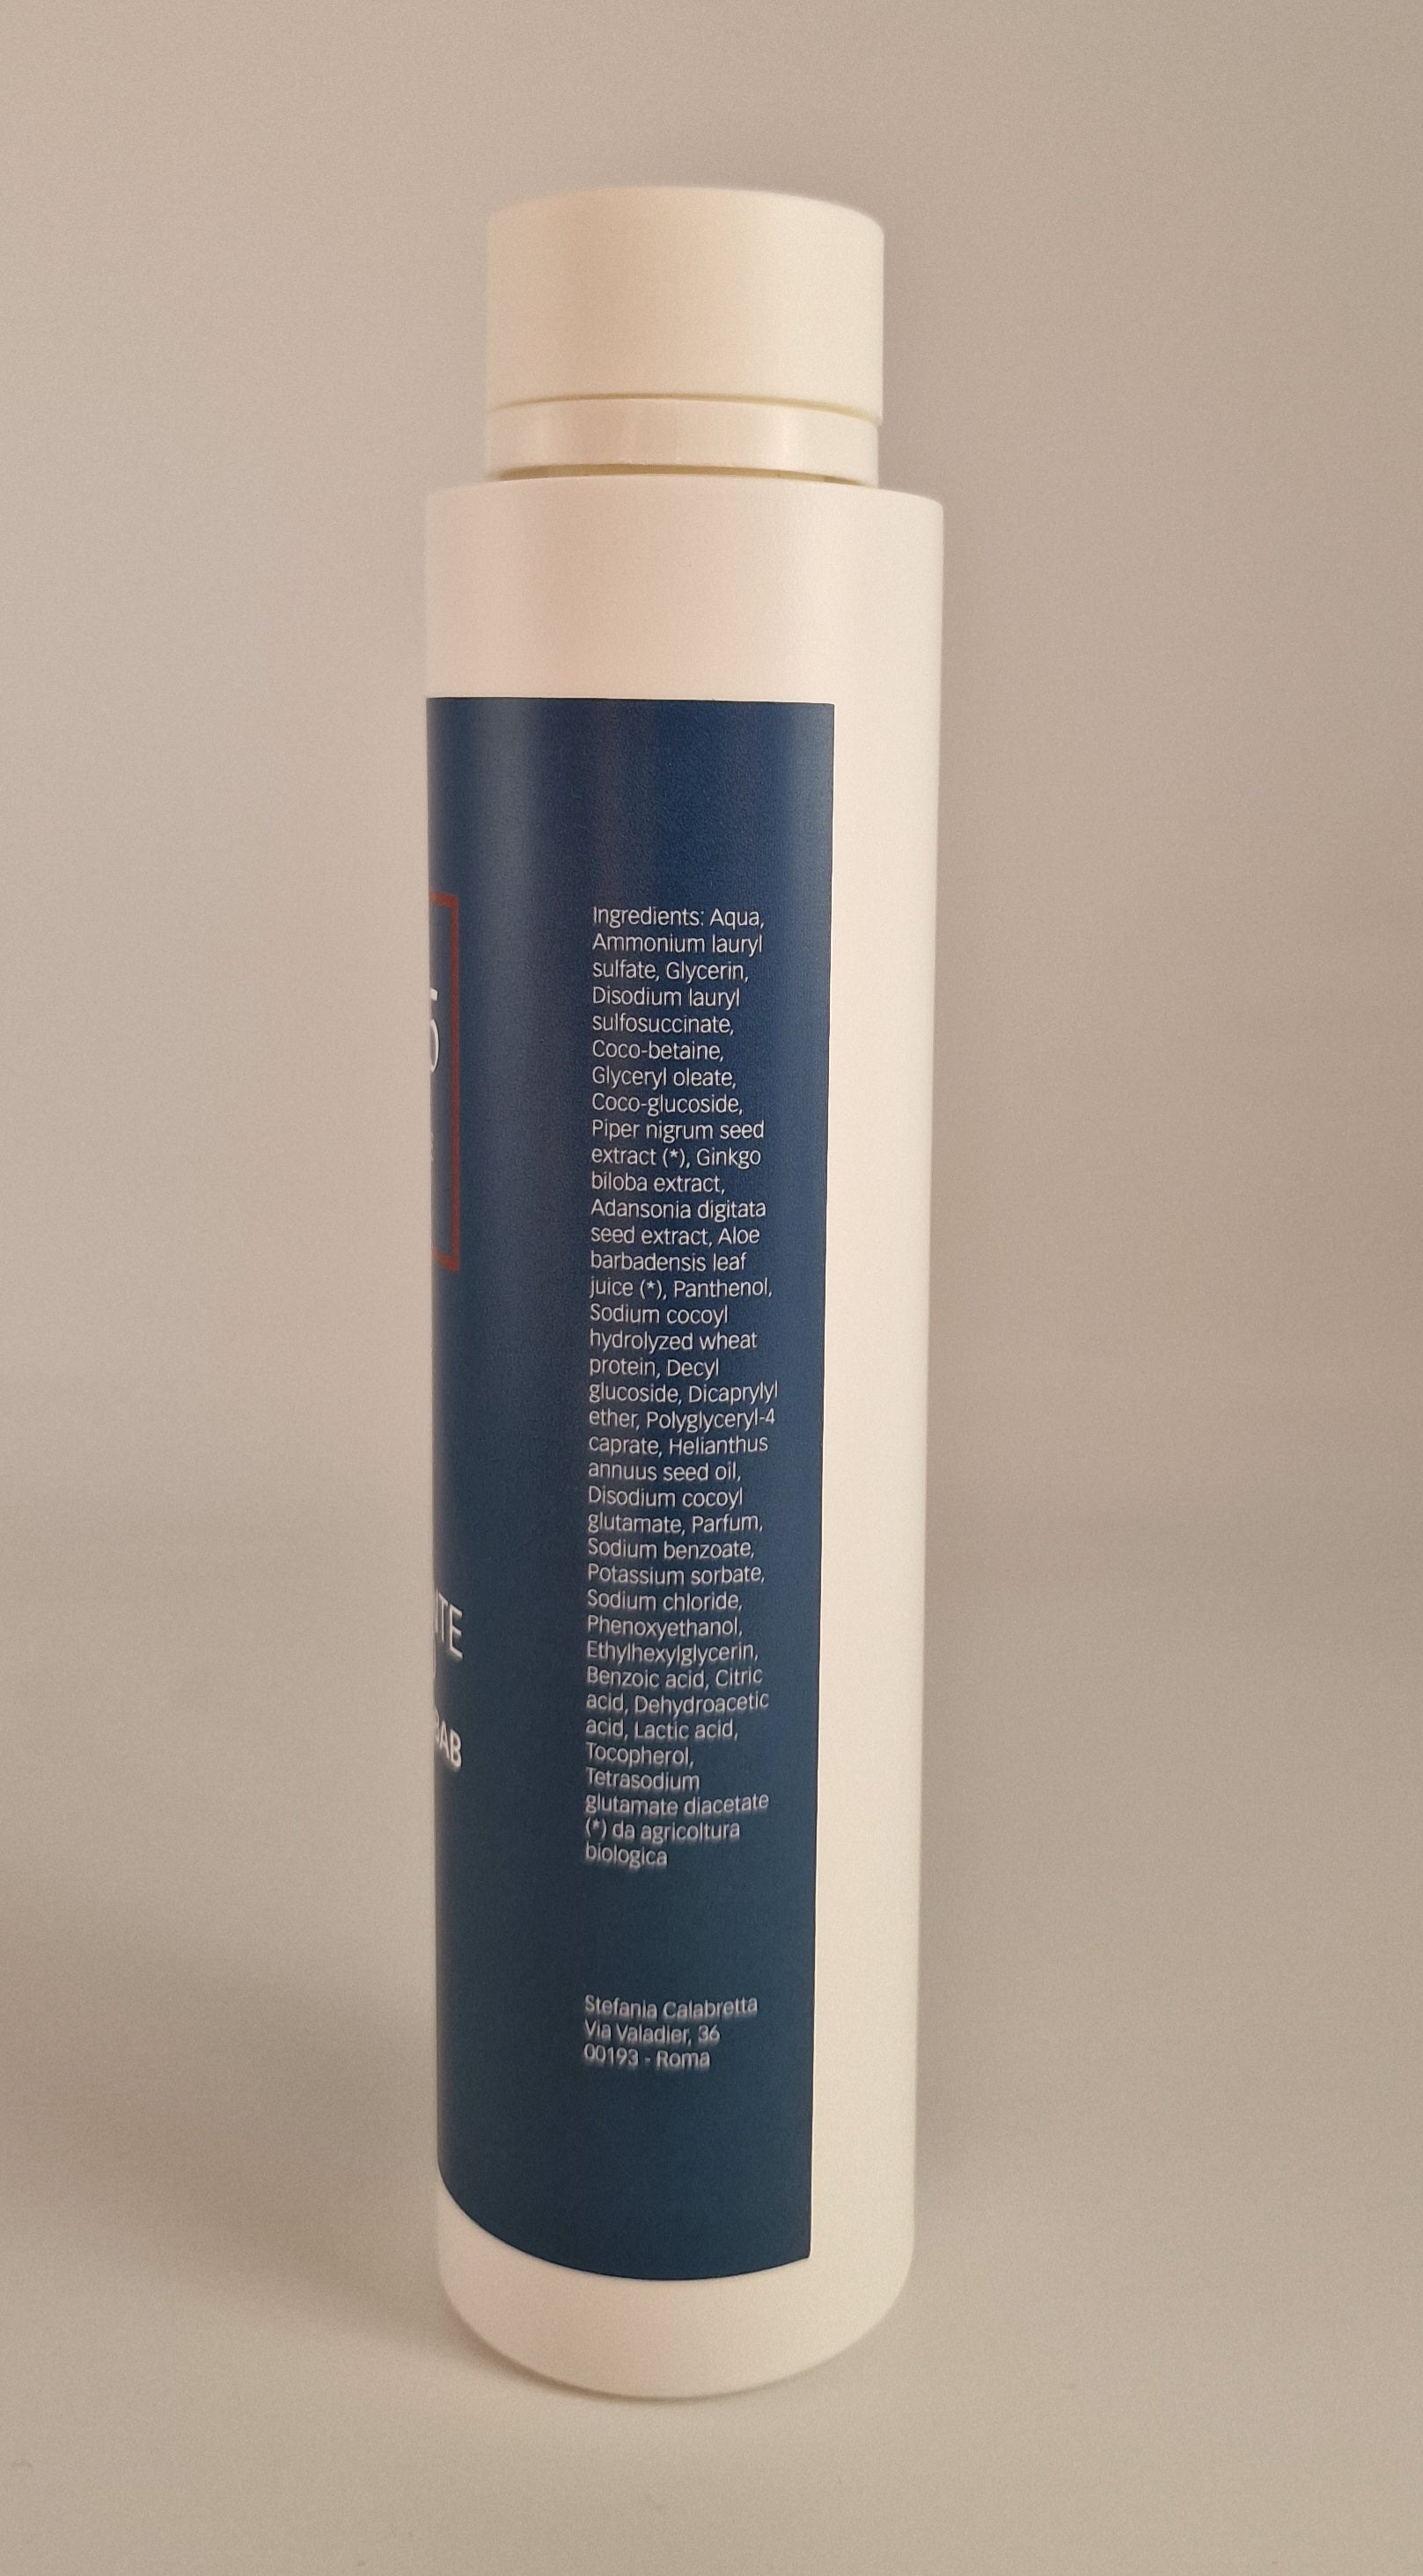 5
NTE
BAB
Ingredients: Aqua,
Ammonium lauryl
sulfate, Glycerin,
Disodium lauryl
sulfosuccinate,
Coco-betaine,
Glyceryl oleate,
Coco-glucoside,
Piper nigrum seed
extract (*), Ginkgo
biloba extract,
Adansonia digitata
seed extract, Aloe
barbadensis leaf
juice (*), Panthenol,
Sodium cocoyl
hydrolyzed wheat
protein, Decyl
glucoside, Dicaprylyl
ether, Polyglyceryl-4
caprate, Helianthus
annuus seed oil,
Disodium cocoyl
glutamate, Parfum,
Sodium benzoate,
Potassium sorbate,
Sodium chloride,
Phenoxyethanol,
Ethylhexylglycerin,
Benzoic acid, Citric
acid, Dehydroacetic
acid, Lactic acid,
Tocopherol,
Tetrasodium
glutamate diacetate
(*) da agricoltura
biologica
Stefania Calabretta
Via Valadier, 36
00193 - Roma